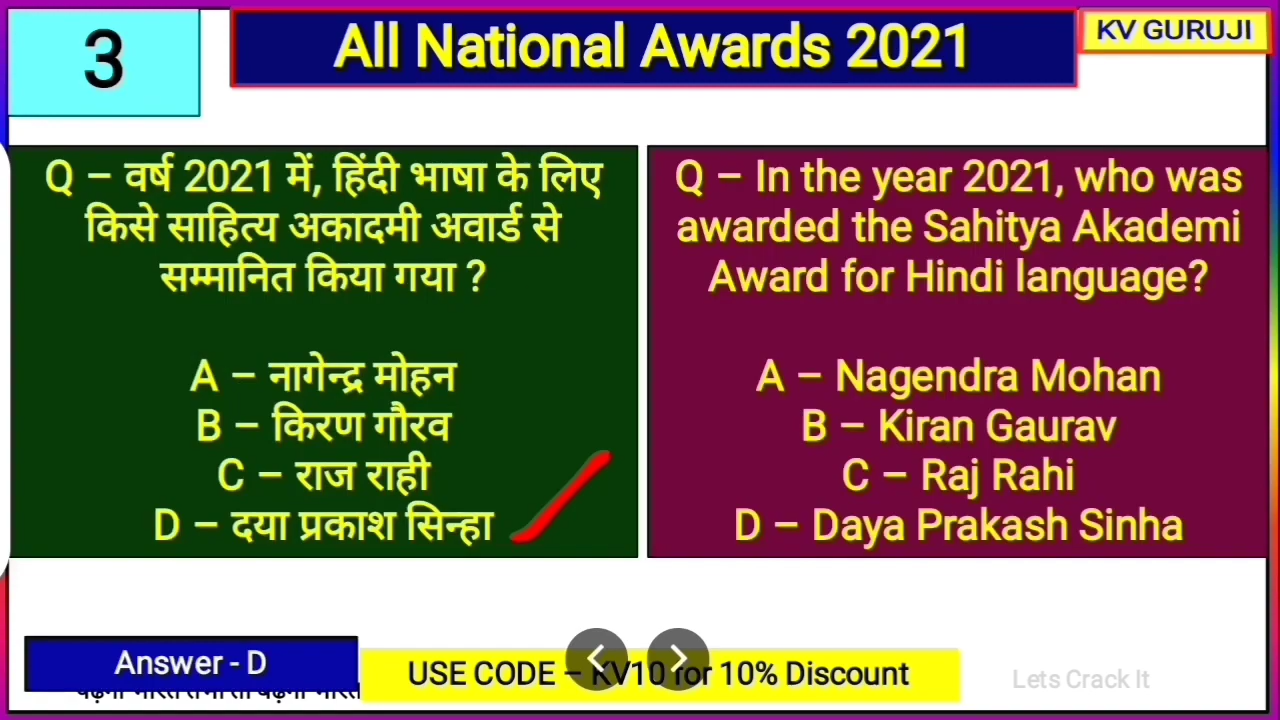 3
All National Awards 2021
KV GURUJI
Q – वर्ष 2021 में, हिंदी भाषा के लिए
किसे साहित्य अकादमी अवार्ड से
सम्मानित किया गया ?
A – नागेन्द्र मोहन
B – किरण गौरव
C – राज राही
D – दया प्रकाश सिन्हा
Q – In the year 2021, who was
awarded the Sahitya Akademi
Award for Hindi language?
A – Nagendra Mohan
B – Kiran Gaurav
C – Raj Rahi
D – Daya Prakash Sinha
Answer - D
USE CODE – KV10 for 10% Discount
Lets Crack It